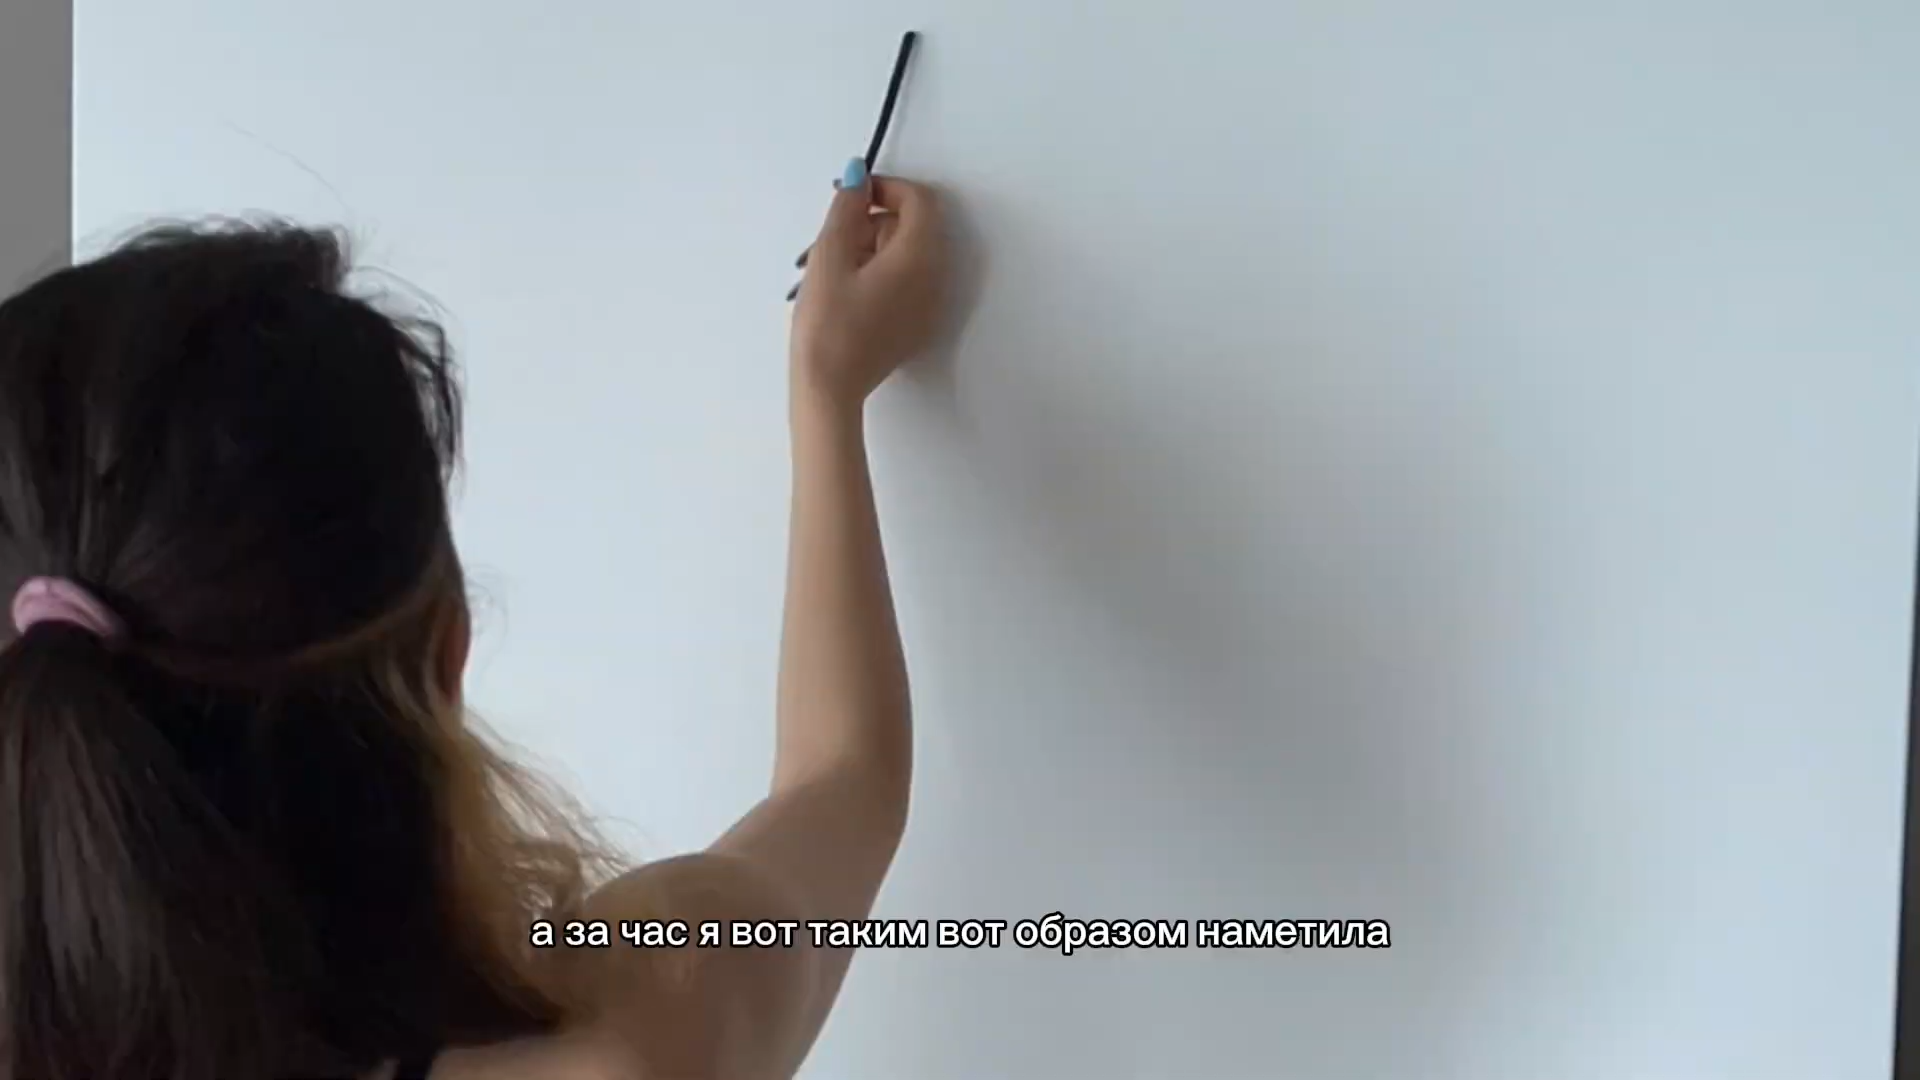 а за час я вот таким вот образом наметила